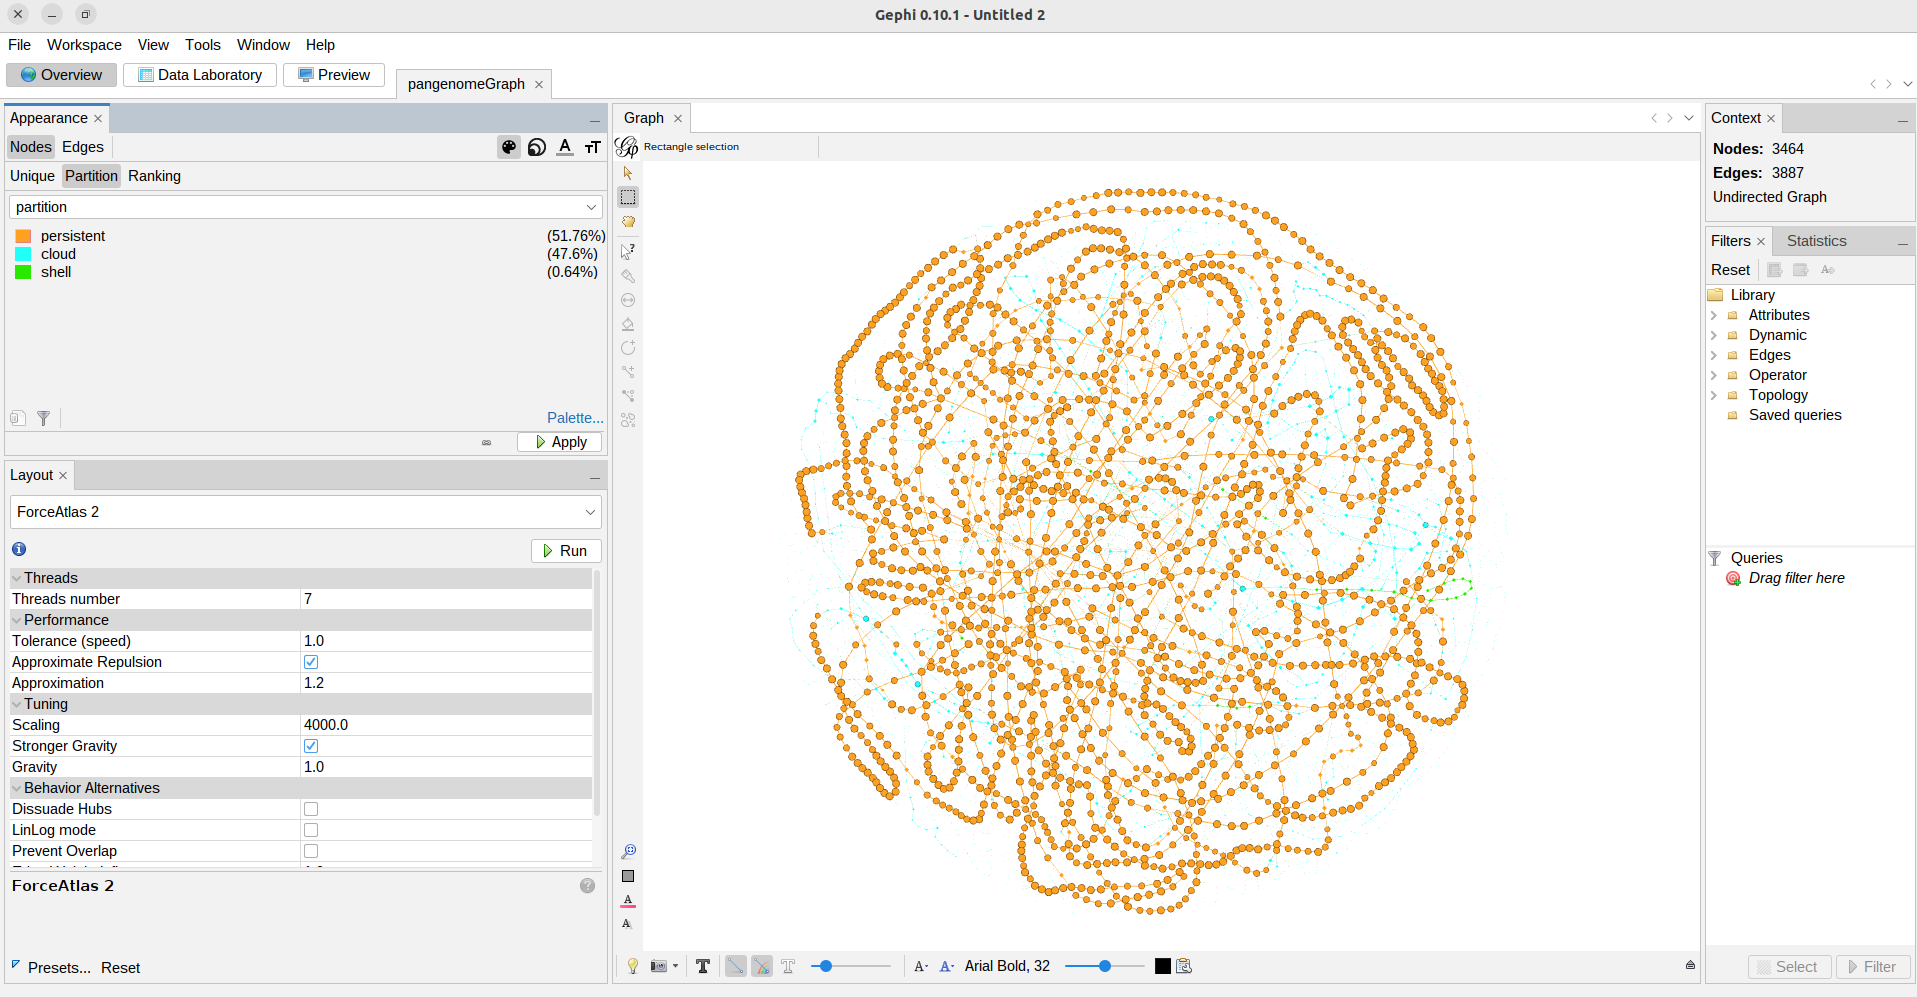 Gephi 0.10.1 - Untitled 2
File Workspace View Tools Window Help
Overview Data Laboratory Preview pangenomeGraph
Appearance
Nodes Edges
Unique Partition Ranking
partition
persistent (51.76%)
cloud (47.6%)
shell (0.64%)
Palette...
Apply
Layout
ForceAtlas 2
Run
Threads
Threads number 7
Performance
Tolerance (speed) 1.0
Approximate Repulsion
Approximation 1.2
Tuning
Scaling 4000.0
Stronger Gravity
Gravity 1.0
Behavior Alternatives
Dissuade Hubs
LinLog mode
Prevent Overlap
ForceAtlas 2
Presets... Reset
Graph
Rectangle selection
Arial Bold, 32
Context
Nodes: 3464
Edges: 3887
Undirected Graph
Filters Statistics
Reset
Library
Attributes
Dynamic
Edges
Operator
Topology
Saved queries
Queries
Drag filter here
Select Filter